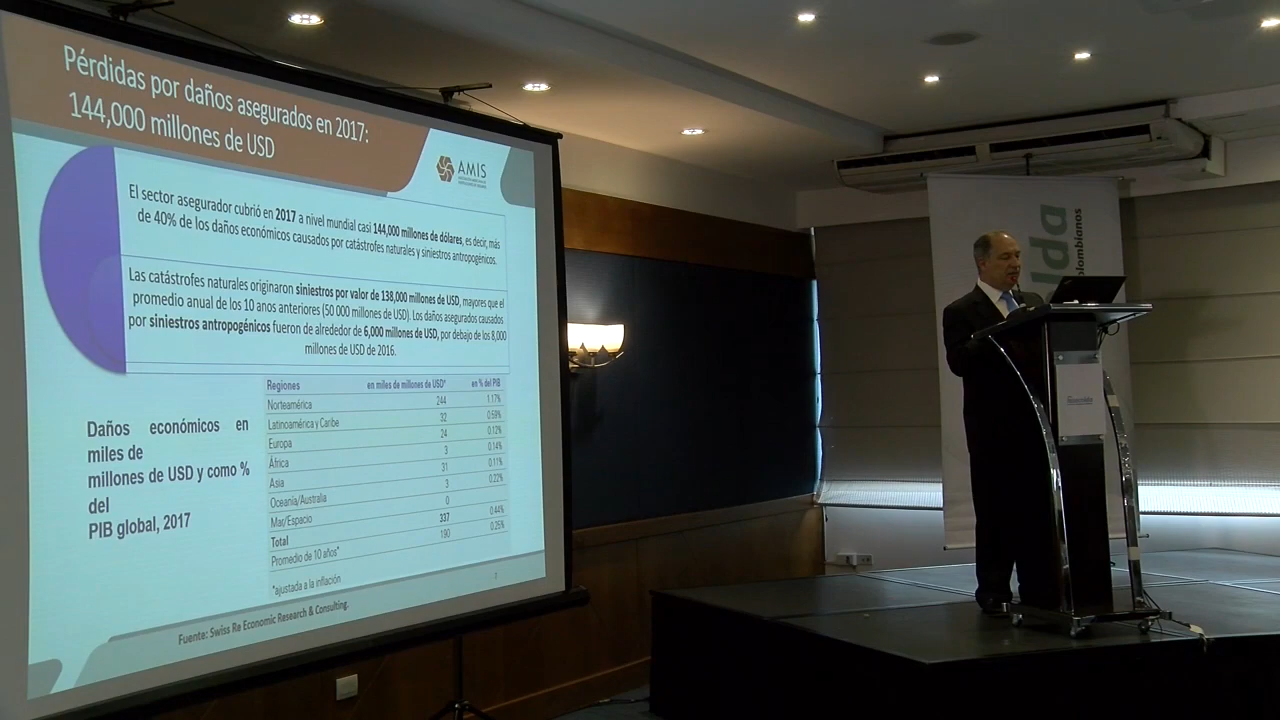 Pérdidas por daños asegurados en 2017:
144,000 millones de USD
AMIS
El sector asegurador cubrió en 2017 a nivel mundial casi 144,000 millones de dólares, es decir, más
de 40% de los daños económicos causados por catástrofes naturales y siniestros antropogénicos.
Las catástrofes naturales originaron siniestros por valor de 138,000 millones de USD, mayores que el
promedio anual de los 10 anos anteriores (50 000 millones de USD). Los daños asegurados causados
por siniestros antropogénicos fueron de alrededor de 6,000 millones de USD, por debajo de los 8,000
millones de USD de 2016.
Daños económicos en
miles de
millones de USD y como %
del
PIB global, 2017
Regiones en miles de millones de USD* en % del PIB
Norteamérica 244 1.17%
Latinoamérica y Caribe 32 0.59%
Europa 24 0.12%
África 3 0.14%
Asia 31 0.11%
Oceanía/Australia 3 0.22%
Mar/Espacio 0
Total 337 0.44%
Promedio de 10 años* 190 0.25%
*ajustada a la inflación
Fuente: Swiss Re Economic Research & Consulting.
lda
olombianos